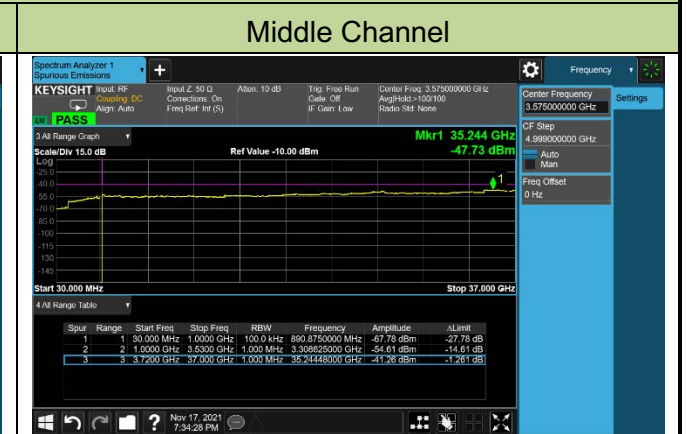 Middle Channel
Spectrum Analyzer 1
Spurious Emissions
Frequency
KEYSIGHT
Input: RF
Coupling: DC
Align: Auto
Input Z: 50 Ω
Corrections: On
Freq Ref: Int (S)
Atten: 10 dB
Trig: Free Run
Gate: Off
IF Gain: Low
Center Freq: 3.575000000 GHz
Avg|Hold:>100/100
Radio Std: None
PASS
Center Frequency
3.575000000 GHz
Settings
CF Step
4.999000000 GHz
Auto
Man
Freq Offset
0 Hz
3 All Range Graph
Mkr1 35.244 GHz
Scale/Div 15.0 dB
Ref Value -10.00 dBm
-47.73 dBm
Log
-25.0
-40.0
-55.0
-70.0
-85.0
-100
-115
-130
-145
1
Start 30.000 MHz
Stop 37.000 GHz
4 All Range Table
Spur Range Start Freq Stop Freq RBW Frequency Amplitude ΔLimit
1 1 30.000 MHz 1.0000 GHz 100.0 kHz 890.8750000 MHz -67.78 dBm -27.78 dB
2 2 1.0000 GHz 3.5300 GHz 1.000 MHz 3.308625000 GHz -54.61 dBm -14.61 dB
3 3 3.7200 GHz 37.000 GHz 1.000 MHz 35.24448000 GHz -41.26 dBm -1.261 dB
Nov 17, 2021
7:34:28 PM